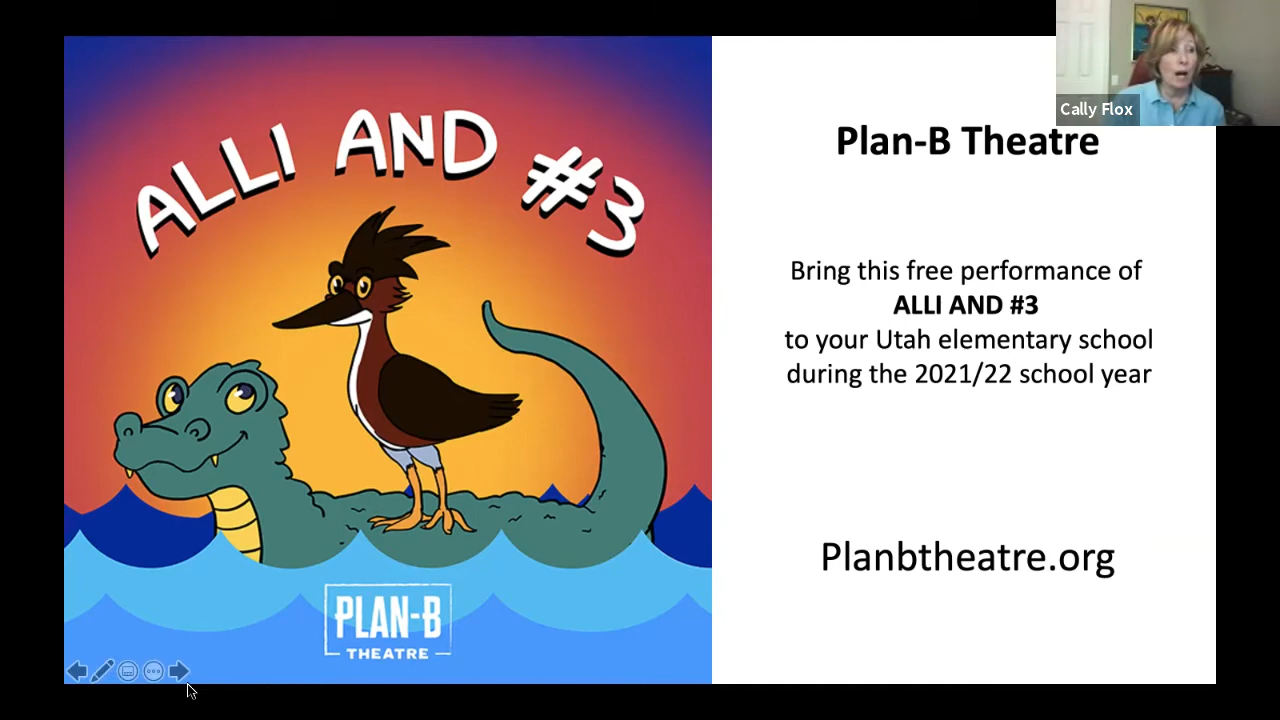 ALLI AND #3
PLAN-B
THEATRE
Cally Flox
Plan-B Theatre
Bring this free performance of
ALLI AND #3
to your Utah elementary school
during the 2021/22 school year
Planbtheatre.org